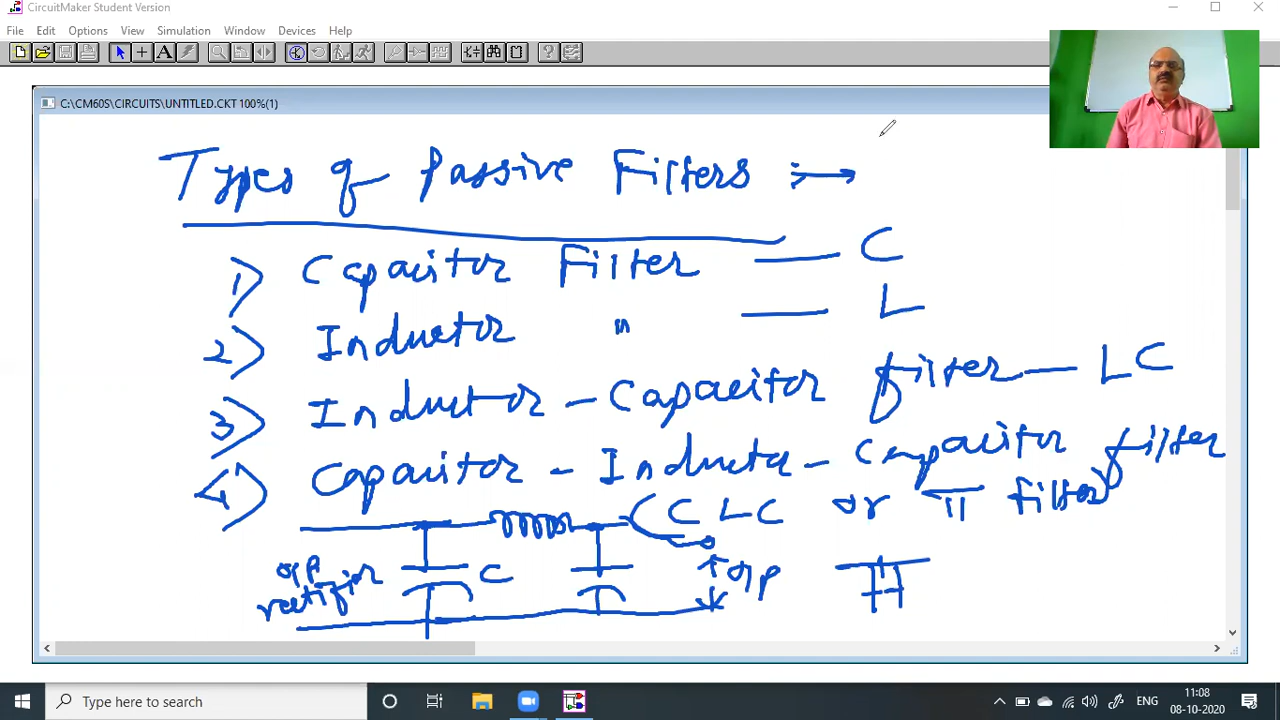 CircuitMaker Student Version
File Edit Options View Simulation Window Devices Help
C:\CM60S\CIRCUITS\UNTITLED.CKT 100%(1)
Types of Passive Filters
1) Capacitor Filter — C
2) Inductor " — L
3) Inductor - Capacitor filter — LC
4) Capacitor - Inductor - Capacitor filter
CLC or π filter
o/p rectifier
C
o/p
π
Type here to search
ENG
11:08
08-10-2020